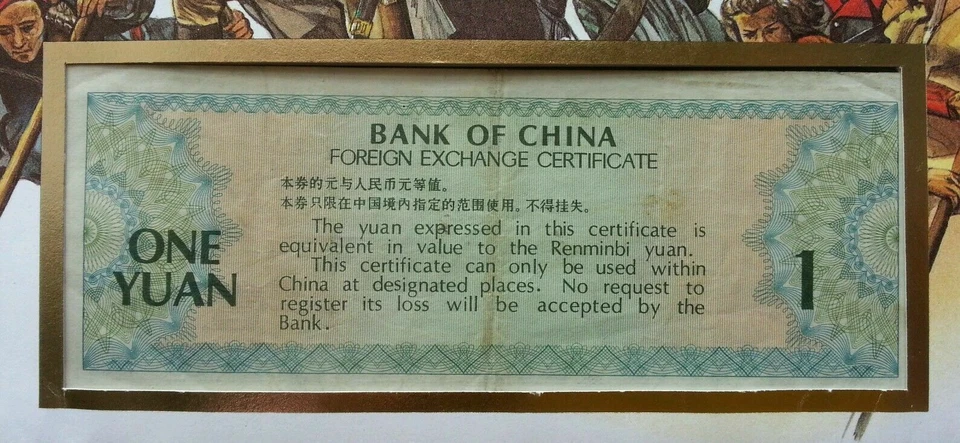 BANK OF CHINA
FOREIGN EXCHANGE CERTIFICATE
本券的元与人民币元等值。
本券只限在中国境内指定的范围使用。不得挂失。
The yuan expressed in this certificate is
equivalent in value to the Renminbi yuan.
This certificate can only be used within
China at designated places. No request to
register its loss will be accepted by the
Bank.
ONE
YUAN
1